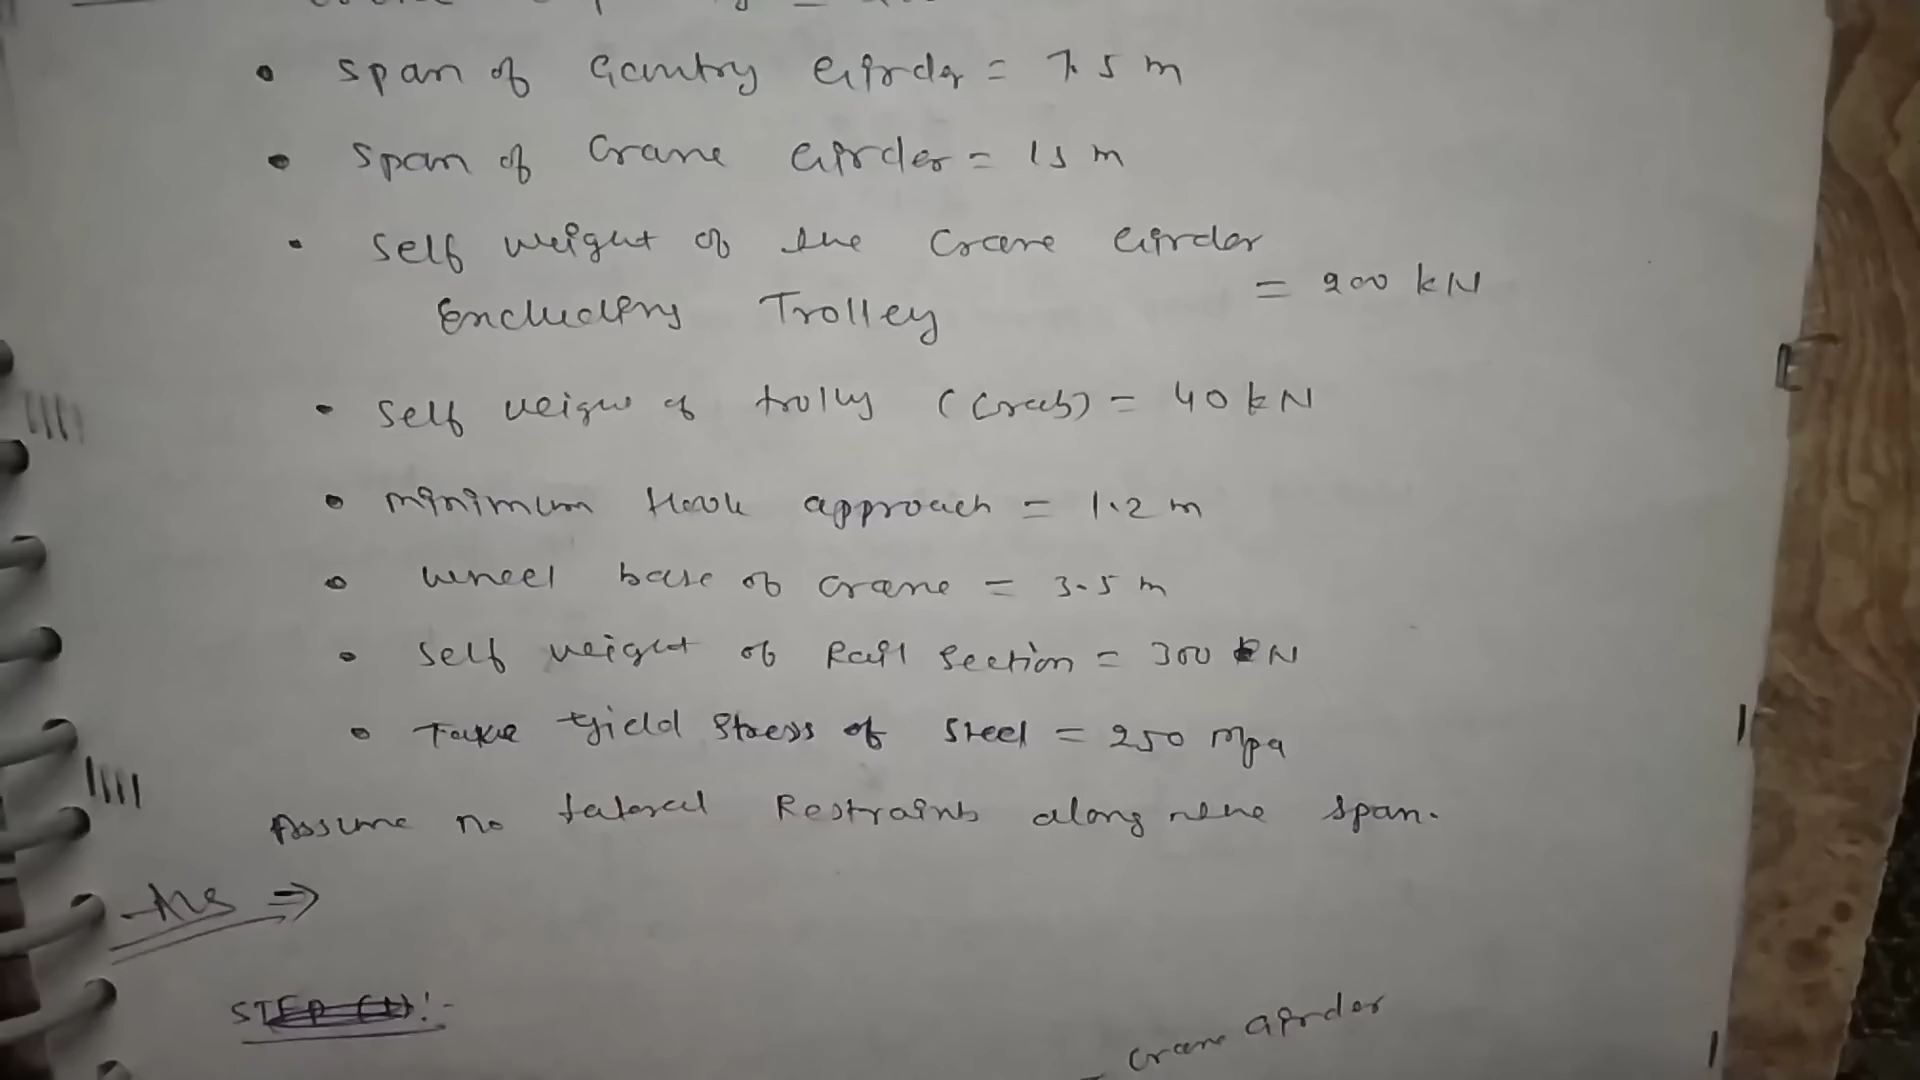 • Span of Gantry Girder = 7.5 m
• Span of Crane Girder = 15 m
• Self weight of the Crane Girder
Excluding Trolley = 200 kN
• Self weight of trolly (Crab) = 40 kN
• minimum Hook approach = 1.2 m
• wheel base of crane = 3.5 m
• Self weight of Rail Section = 300 N
• Take Yield Stress of Steel = 250 mpa
Assume no lateral Restraints along the span.
Ans ⇒
STEP (1):-
Crane Girder